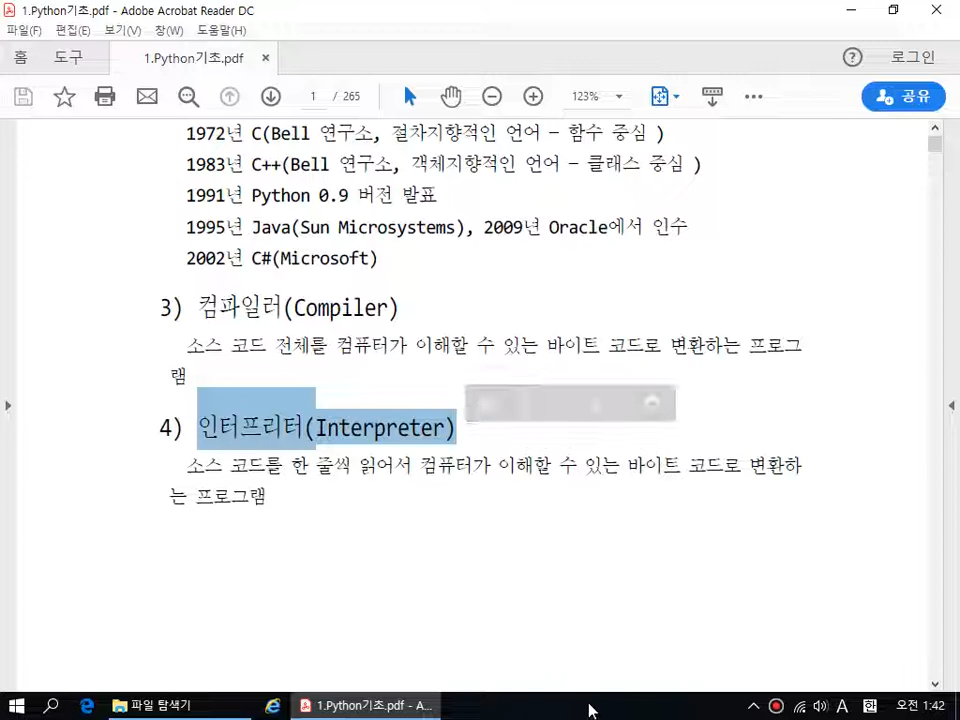 1.Python기초.pdf - Adobe Acrobat Reader DC
파일(F) 편집(E) 보기(V) 창(W) 도움말(H)
홈 도구 1.Python기초.pdf × ? 로그인
1 / 265 123% 공유
1972년 C(Bell 연구소, 절차지향적인 언어 – 함수 중심 )
1983년 C++(Bell 연구소, 객체지향적인 언어 – 클래스 중심 )
1991년 Python 0.9 버전 발표
1995년 Java(Sun Microsystems), 2009년 Oracle에서 인수
2002년 C#(Microsoft)
3) 컴파일러(Compiler)
소스 코드 전체를 컴퓨터가 이해할 수 있는 바이트 코드로 변환하는 프로그
램
4) 인터프리터(Interpreter)
소스 코드를 한 줄씩 읽어서 컴퓨터가 이해할 수 있는 바이트 코드로 변환하
는 프로그램
파일 탐색기 1.Python기초.pdf - A... A 한 오전 1:42